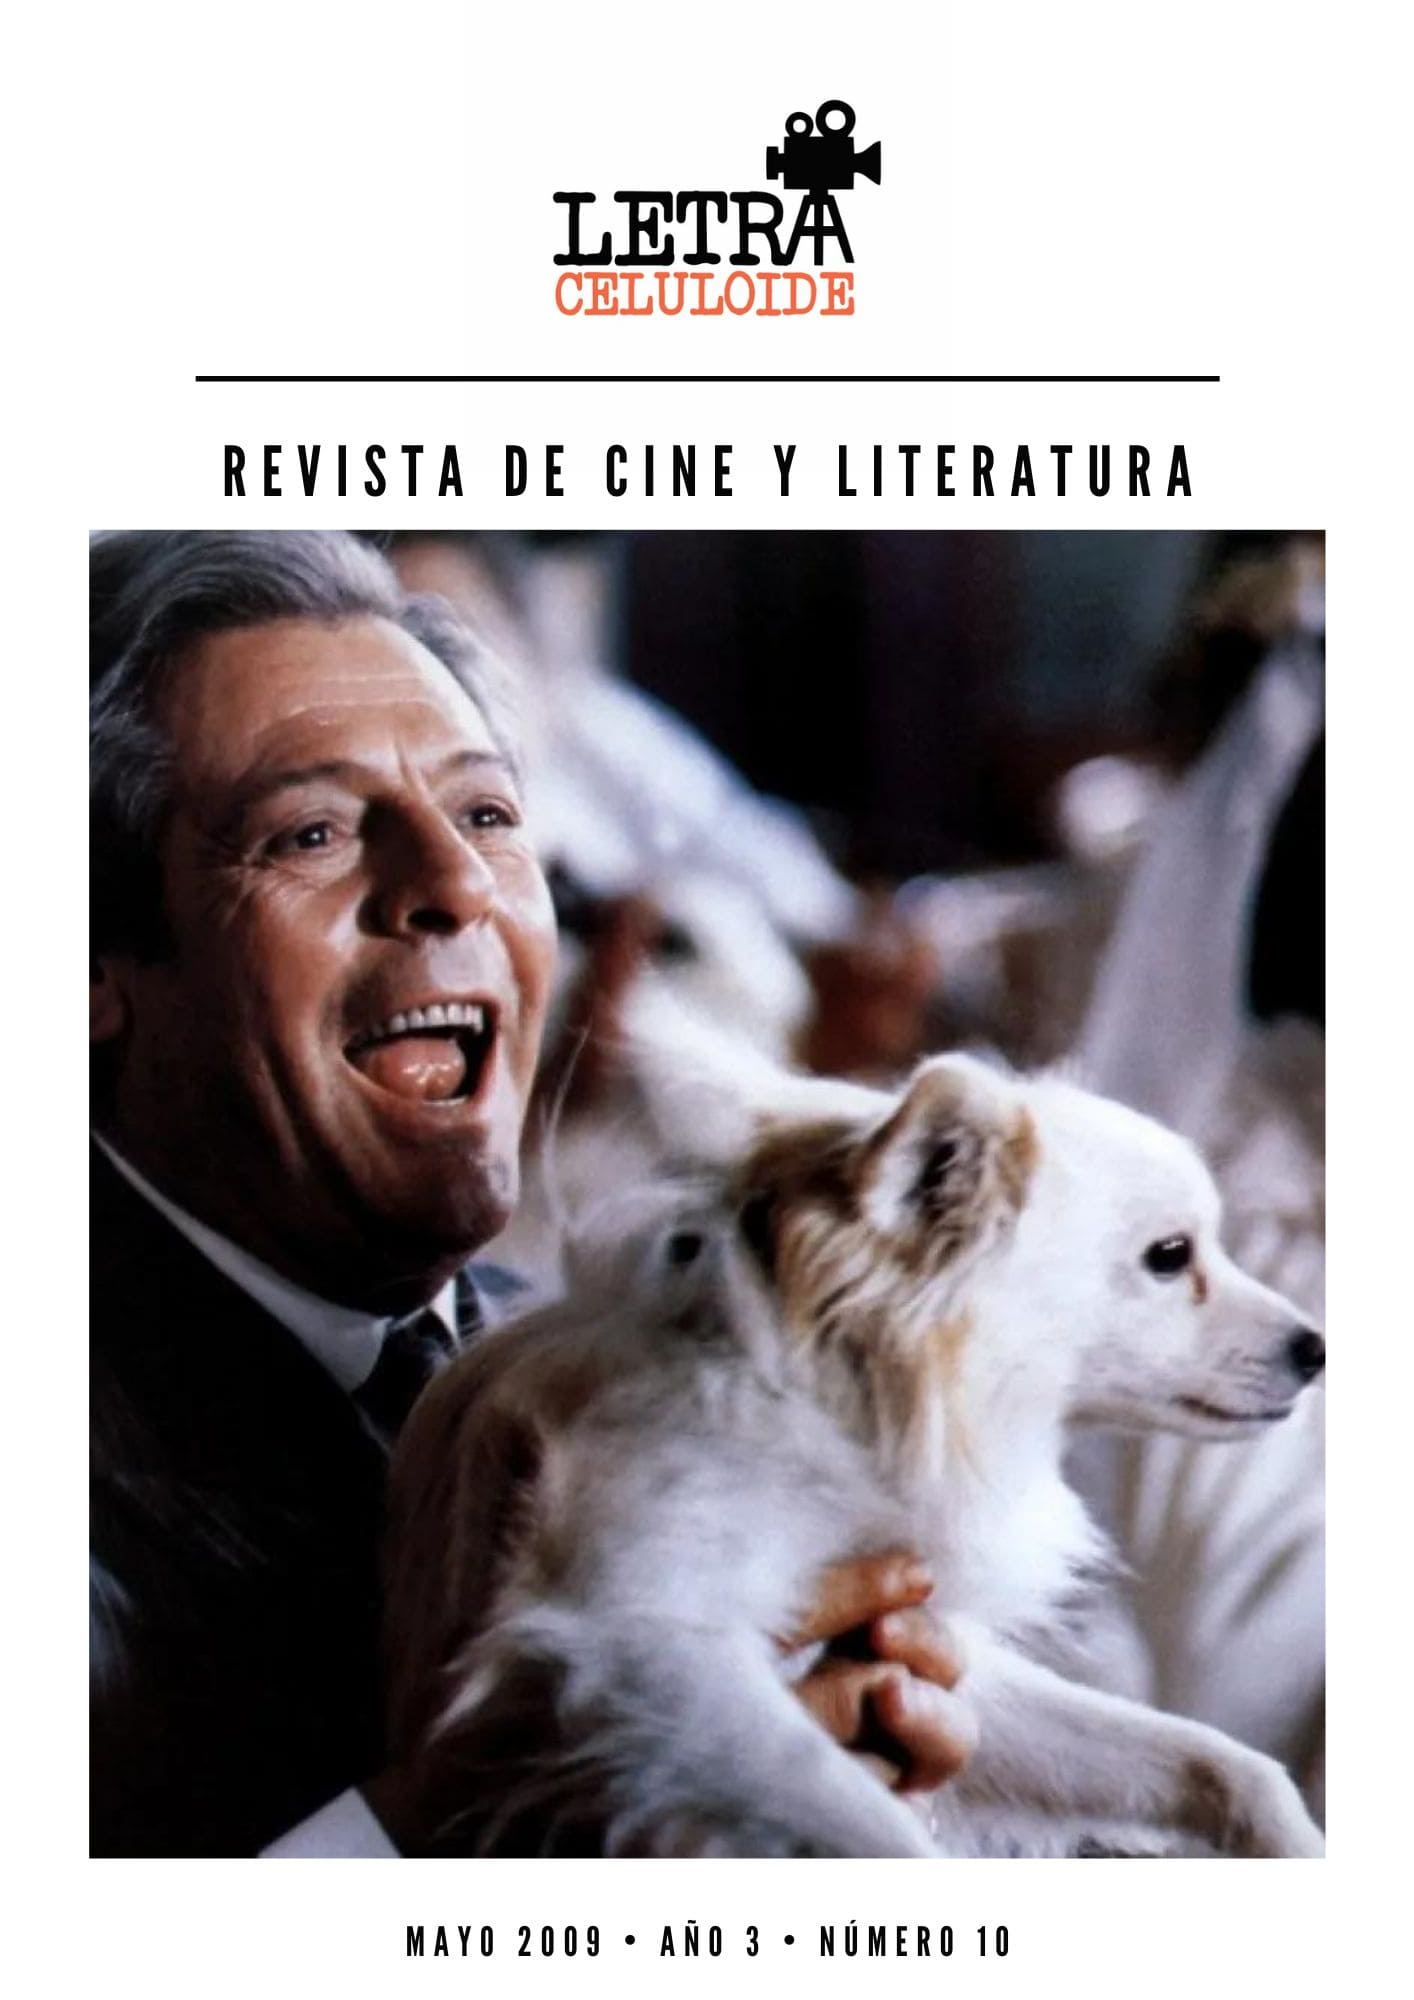 LETRA
CELULOIDE
REVISTA DE CINE Y LITERATURA
MAYO 2009 • AÑO 3 • NÚMERO 10